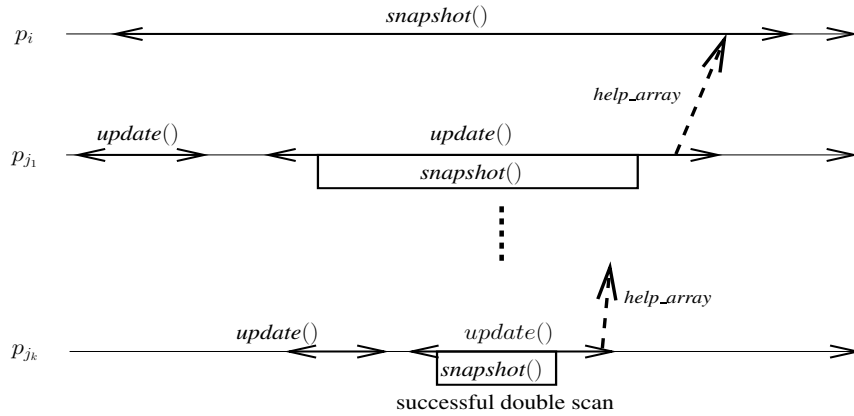 snapshot()
p_i
help_array
update() update()
p_{j_1}
snapshot()
help_array
update() update()
p_{j_k}
snapshot()
successful double scan